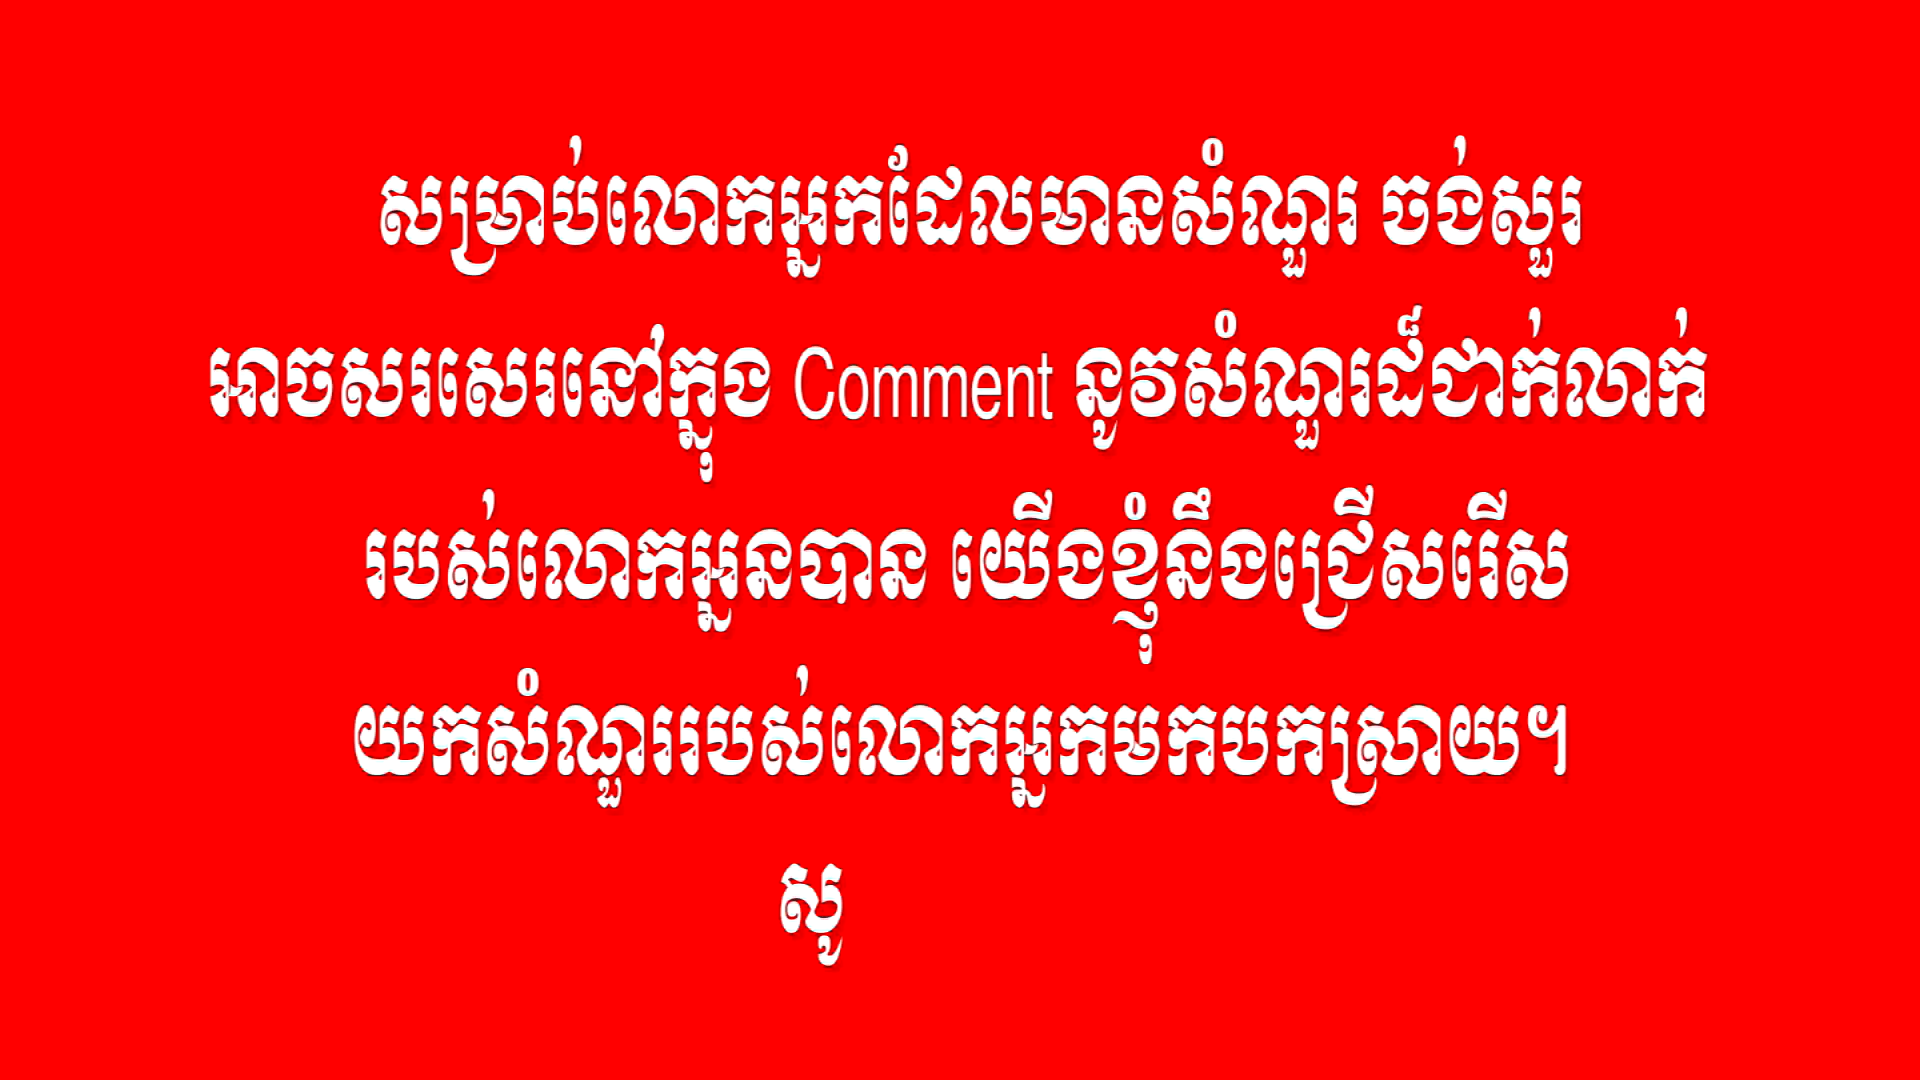 សម្រាប់លោកអ្នកដែលមានសំណួរ ចង់សួរ
អាចសរសេរនៅក្នុង Comment នូវសំណួរដ៏ជាក់លាក់
របស់លោកអ្ននបាន យើងខ្ញុំនឹងជ្រើសរើស
យកសំណួររបស់លោកអ្នកមកបកស្រាយ។
សូ